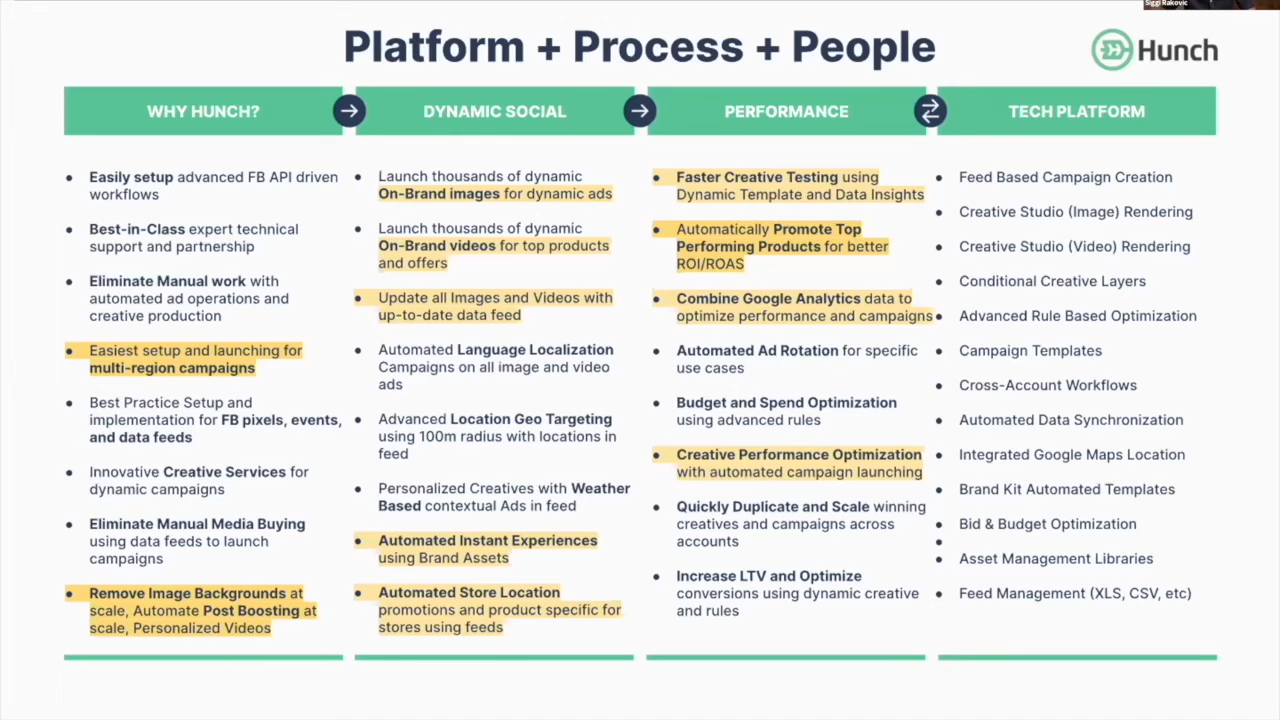 Siggi Rakovic
Platform + Process + People
Hunch
WHY HUNCH?
DYNAMIC SOCIAL
PERFORMANCE
TECH PLATFORM
• Easily setup advanced FB API driven
workflows
• Best-in-Class expert technical
support and partnership
• Eliminate Manual work with
automated ad operations and
creative production
• Easiest setup and launching for
multi-region campaigns
• Best Practice Setup and
implementation for FB pixels, events,
and data feeds
• Innovative Creative Services for
dynamic campaigns
• Eliminate Manual Media Buying
using data feeds to launch
campaigns
• Remove Image Backgrounds at
scale, Automate Post Boosting at
scale, Personalized Videos
• Launch thousands of dynamic
On-Brand images for dynamic ads
• Launch thousands of dynamic
On-Brand videos for top products
and offers
• Update all Images and Videos with
up-to-date data feed
• Automated Language Localization
Campaigns on all image and video
ads
• Advanced Location Geo Targeting
using 100m radius with locations in
feed
• Personalized Creatives with Weather
Based contextual Ads in feed
• Automated Instant Experiences
using Brand Assets
• Automated Store Location
promotions and product specific for
stores using feeds
• Faster Creative Testing using
Dynamic Template and Data Insights
• Automatically Promote Top
Performing Products for better
ROI/ROAS
• Combine Google Analytics data to
optimize performance and campaigns
• Automated Ad Rotation for specific
use cases
• Budget and Spend Optimization
using advanced rules
• Creative Performance Optimization
with automated campaign launching
• Quickly Duplicate and Scale winning
creatives and campaigns across
accounts
• Increase LTV and Optimize
conversions using dynamic creative
and rules
• Feed Based Campaign Creation
• Creative Studio (Image) Rendering
• Creative Studio (Video) Rendering
• Conditional Creative Layers
• Advanced Rule Based Optimization
• Campaign Templates
• Cross-Account Workflows
• Automated Data Synchronization
• Integrated Google Maps Location
• Brand Kit Automated Templates
• Bid & Budget Optimization
•
• Asset Management Libraries
• Feed Management (XLS, CSV, etc)